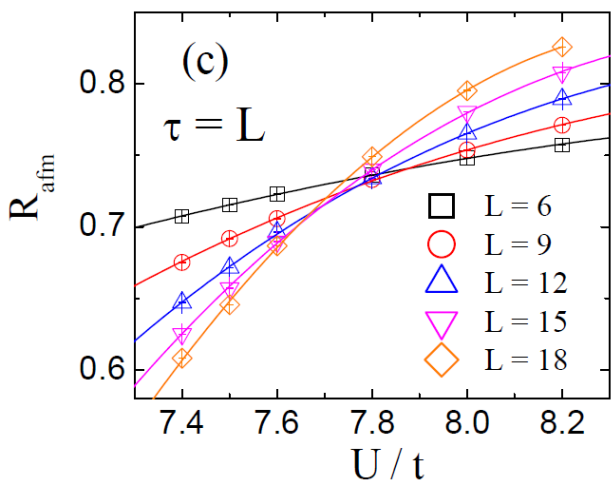 (c)
τ = L
R_afm
0.8
0.7
0.6
7.4 7.6 7.8 8.0 8.2
U / t
L = 6
L = 9
L = 12
L = 15
L = 18